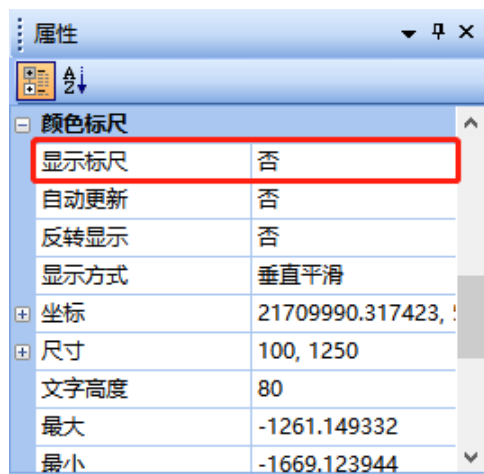 属性
颜色标尺
显示标尺 否
自动更新 否
反转显示 否
显示方式 垂直平滑
坐标 21709990.317423,
尺寸 100, 1250
文字高度 80
最大 -1261.149332
最小 -1669.123944